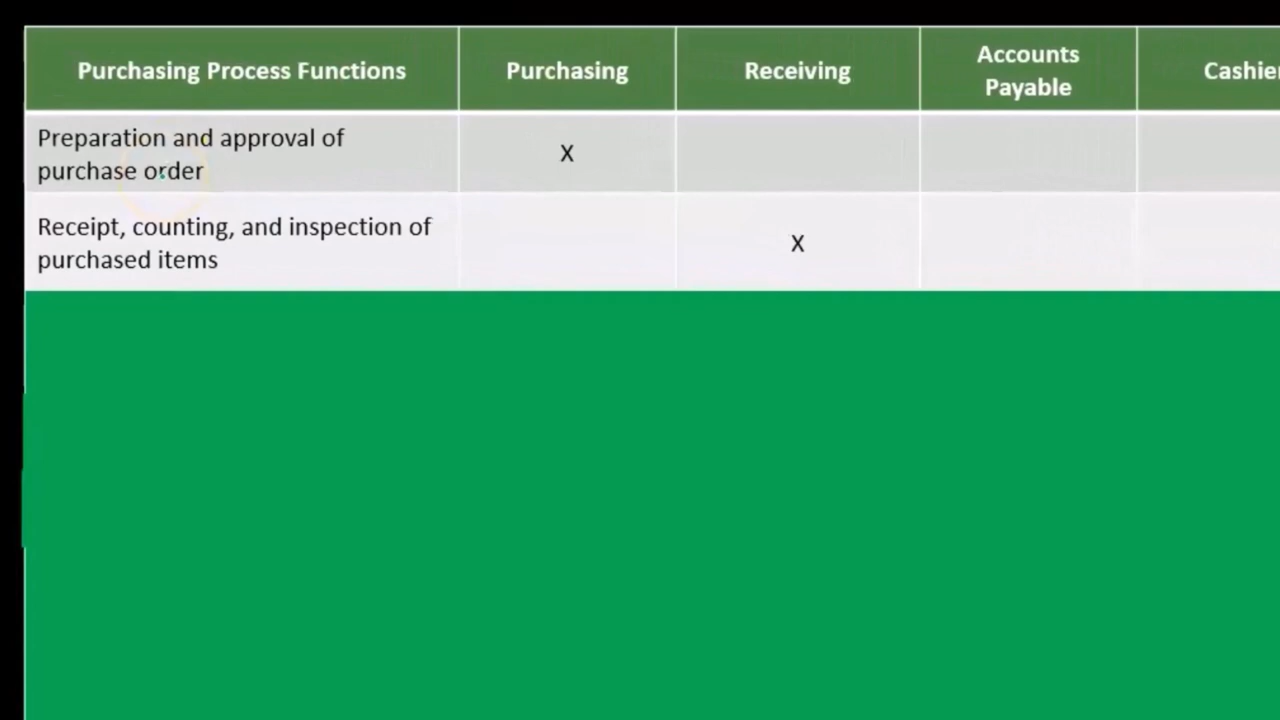 Purchasing Process Functions
Purchasing
Receiving
Accounts
Payable
Preparation and approval of
purchase order
X
Receipt, counting, and inspection of
purchased items
X